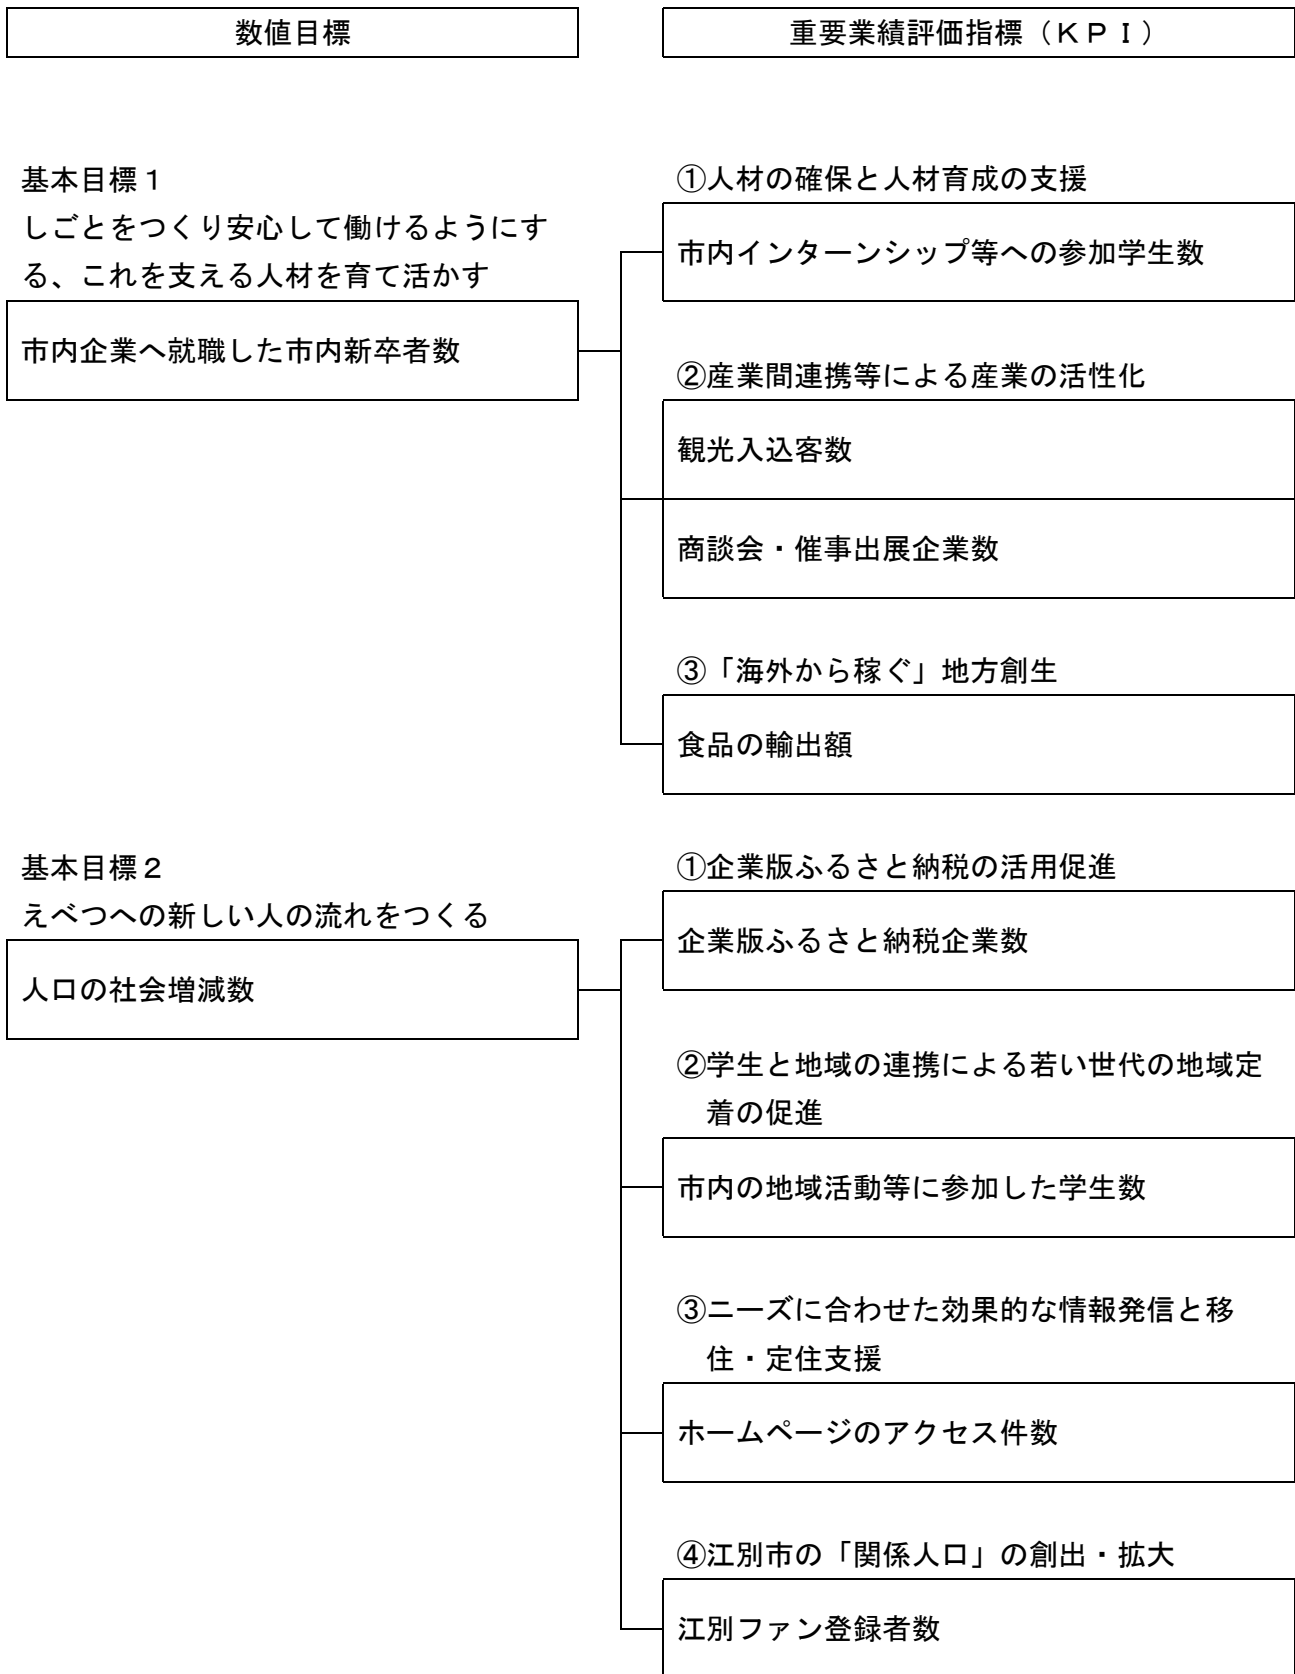 数値目標
重要業績評価指標（ＫＰＩ）
基本目標１
しごとをつくり安心して働けるようにす
る、これを支える人材を育て活かす
市内企業へ就職した市内新卒者数
①人材の確保と人材育成の支援
市内インターンシップ等への参加学生数
②産業間連携等による産業の活性化
観光入込客数
商談会・催事出展企業数
③「海外から稼ぐ」地方創生
食品の輸出額
基本目標２
えべつへの新しい人の流れをつくる
人口の社会増減数
①企業版ふるさと納税の活用促進
企業版ふるさと納税企業数
②学生と地域の連携による若い世代の地域定
着の促進
市内の地域活動等に参加した学生数
③ニーズに合わせた効果的な情報発信と移
住・定住支援
ホームページのアクセス件数
④江別市の「関係人口」の創出・拡大
江別ファン登録者数